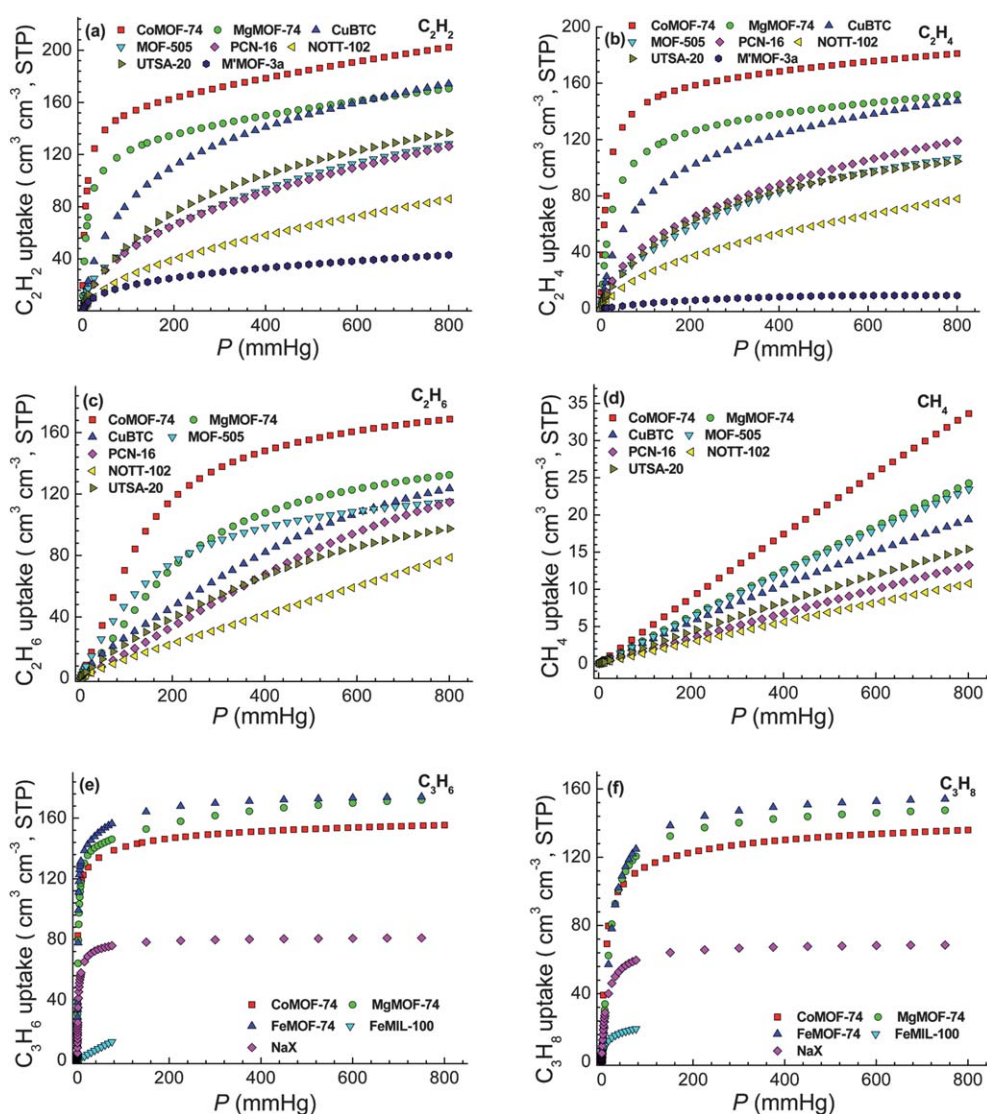 (a)
C₂H₂
CoMOF-74 MgMOF-74 CuBTC
MOF-505 PCN-16 NOTT-102
UTSA-20 M'MOF-3a
C₂H₂ uptake ( cm³ cm⁻³, STP)
200
160
120
80
40
0 200 400 600 800
P (mmHg)
(b)
C₂H₄
CoMOF-74 MgMOF-74 CuBTC
MOF-505 PCN-16 NOTT-102
UTSA-20 M'MOF-3a
C₂H₄ uptake ( cm³ cm⁻³, STP)
200
160
120
80
40
0
0 200 400 600 800
P (mmHg)
(c)
C₂H₆
CoMOF-74 MgMOF-74
CuBTC MOF-505
PCN-16
NOTT-102
UTSA-20
C₂H₆ uptake ( cm³ cm⁻³, STP)
160
120
80
40
0
0 200 400 600 800
P (mmHg)
(d)
CH₄
CoMOF-74 MgMOF-74
CuBTC MOF-505
PCN-16
NOTT-102
UTSA-20
CH₄ uptake ( cm³ cm⁻³, STP)
35
30
25
20
15
10
5
0
0 200 400 600 800
P (mmHg)
(e)
C₃H₆
C₃H₆ uptake ( cm³ cm⁻³, STP)
160
120
80
40
0
CoMOF-74 MgMOF-74
FeMOF-74 FeMIL-100
NaX
0 200 400 600 800
P (mmHg)
(f)
C₃H₈
C₃H₈ uptake ( cm³ cm⁻³, STP)
160
120
80
40
0
CoMOF-74 MgMOF-74
FeMOF-74 FeMIL-100
NaX
0 200 400 600 800
P (mmHg)